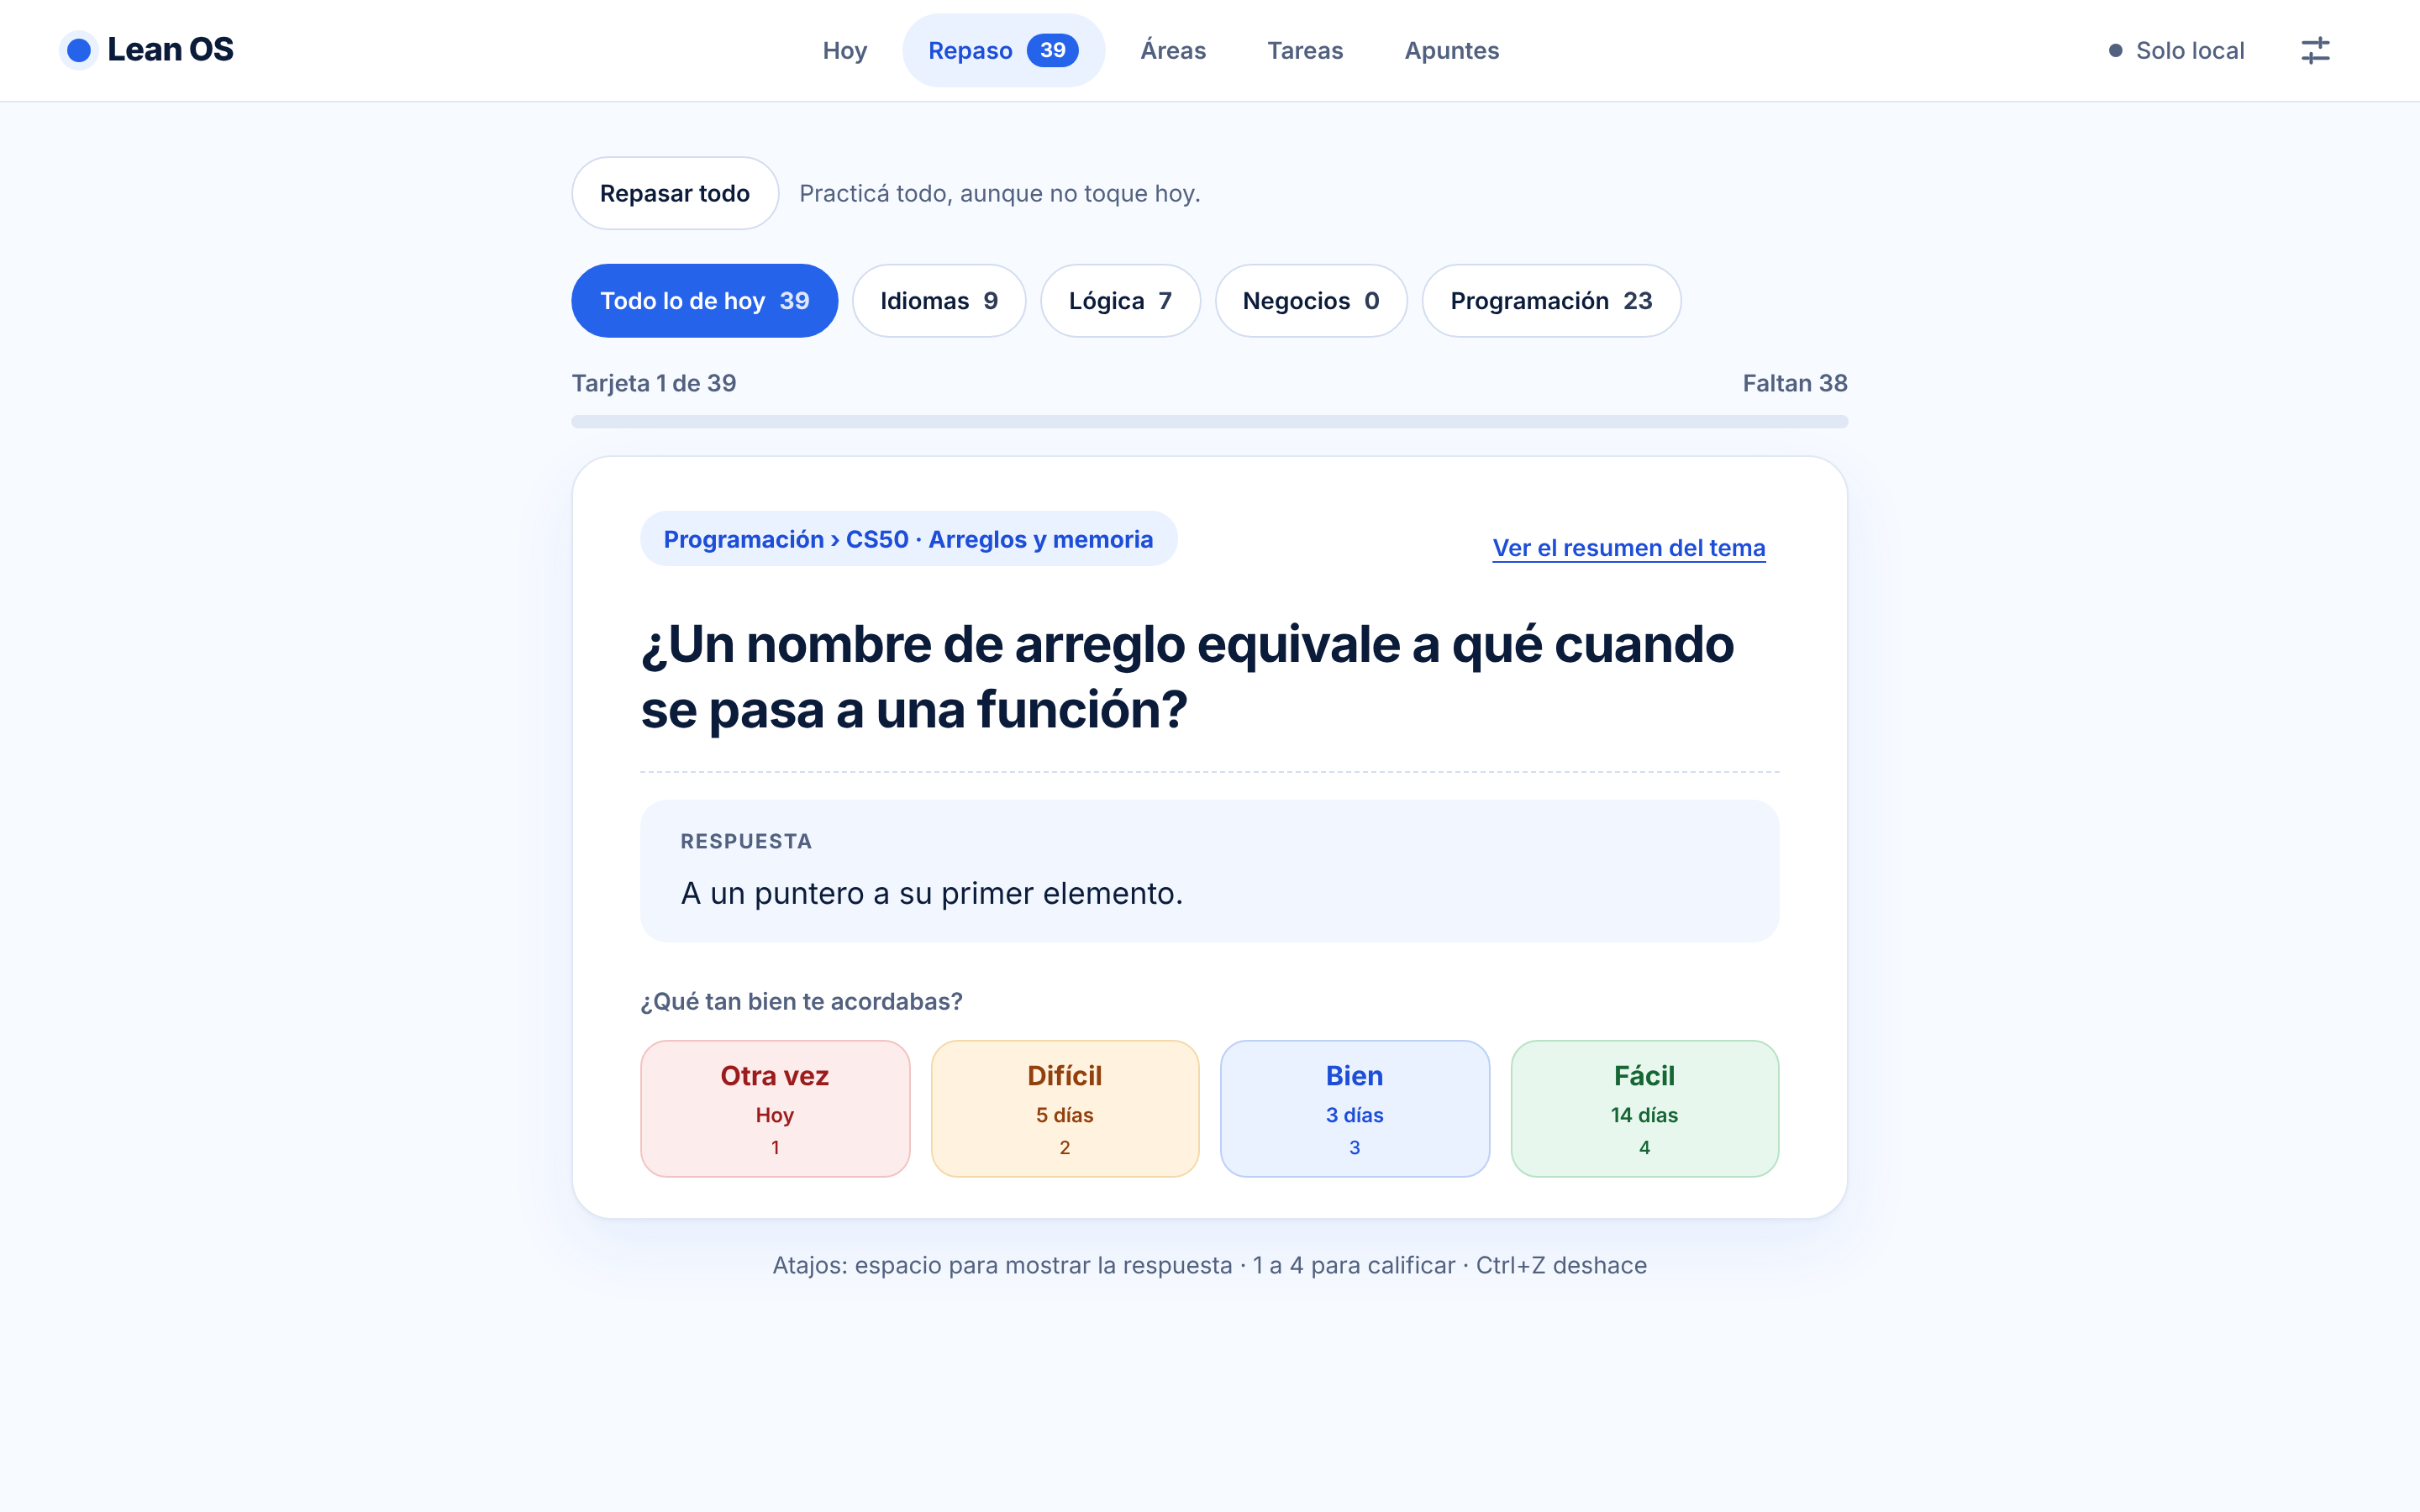 Lean OS
Hoy
Repaso 39
Áreas
Tareas
Apuntes
Solo local
Repasar todo
Practicá todo, aunque no toque hoy.
Todo lo de hoy 39
Idiomas 9
Lógica 7
Negocios 0
Programación 23
Tarjeta 1 de 39
Faltan 38
Programación › CS50 · Arreglos y memoria
Ver el resumen del tema
¿Un nombre de arreglo equivale a qué cuando
se pasa a una función?
RESPUESTA
A un puntero a su primer elemento.
¿Qué tan bien te acordabas?
Otra vez
Hoy
1
Difícil
5 días
2
Bien
3 días
3
Fácil
14 días
4
Atajos: espacio para mostrar la respuesta · 1 a 4 para calificar · Ctrl+Z deshace